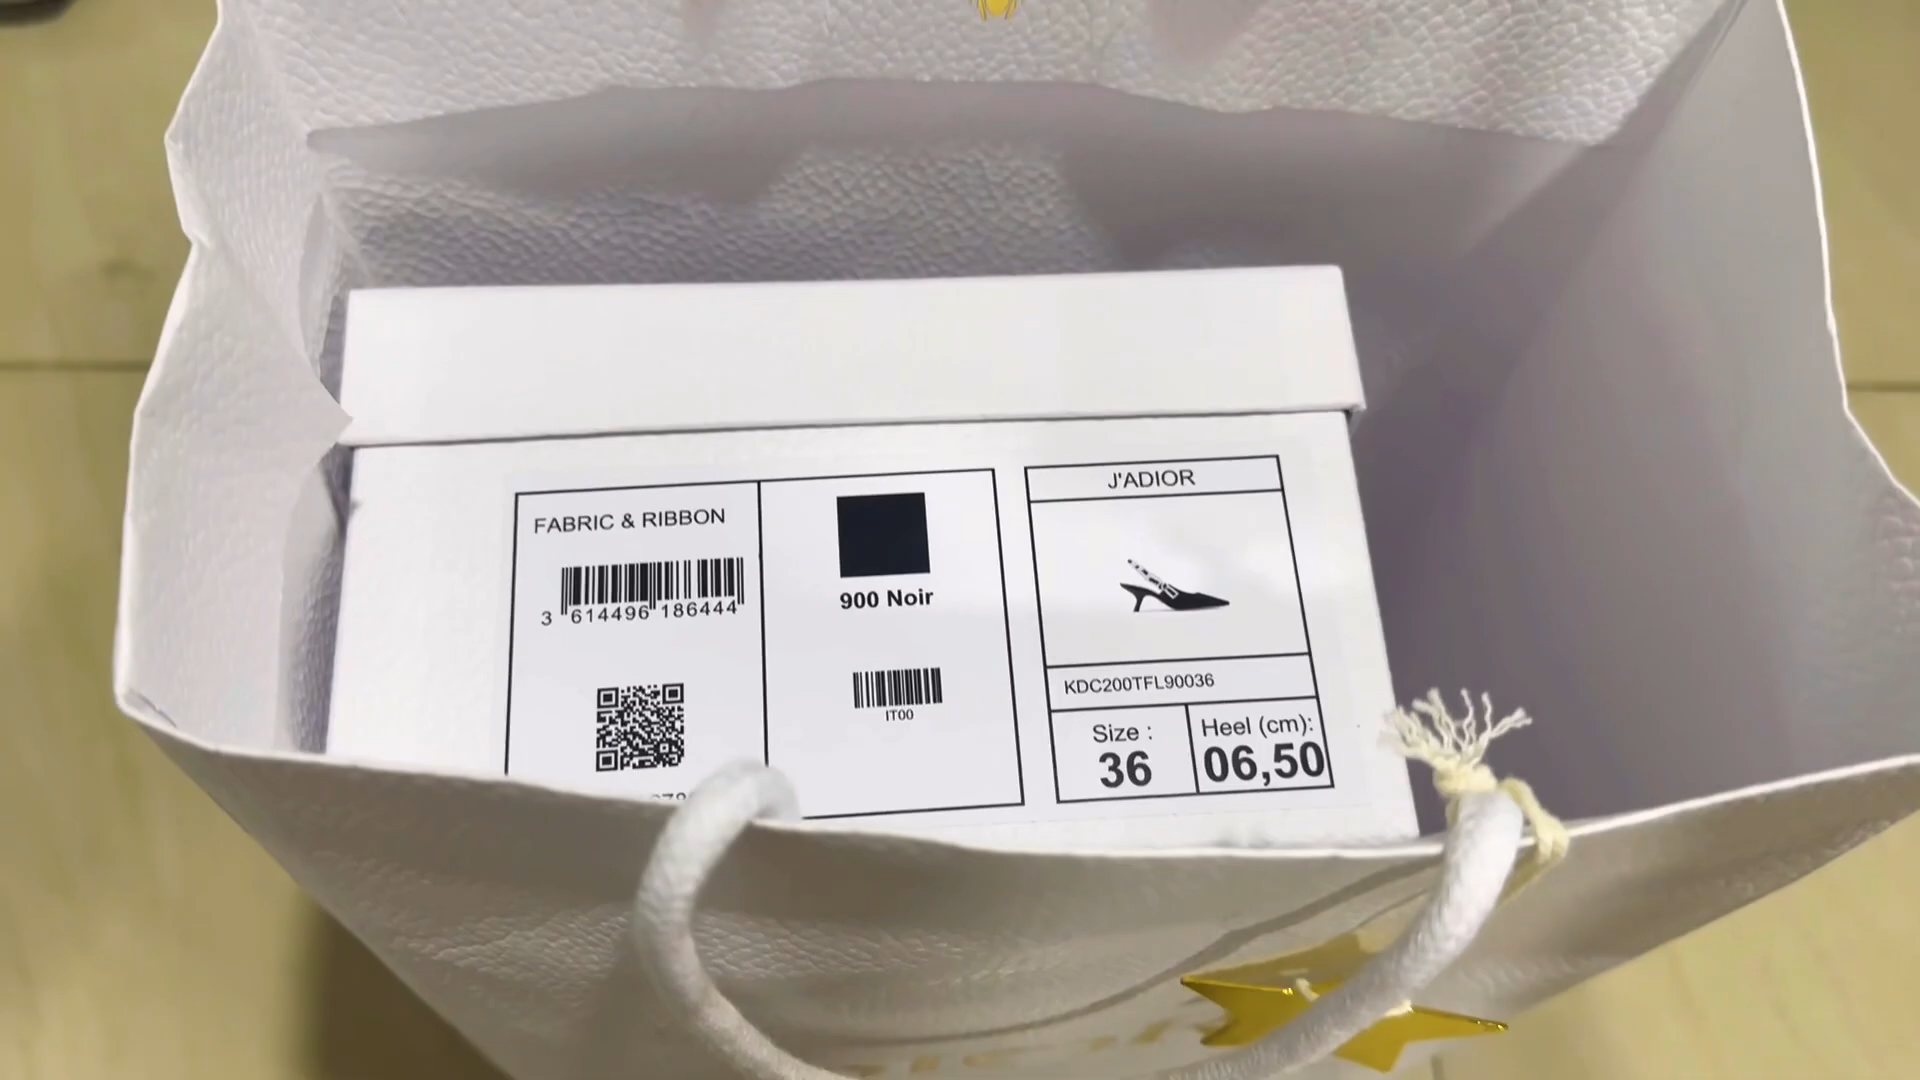 FABRIC & RIBBON
3 614496 186444
900 Noir
IT00
J'ADIOR
KDC200TFL90036
Size :
36
Heel (cm):
06,50